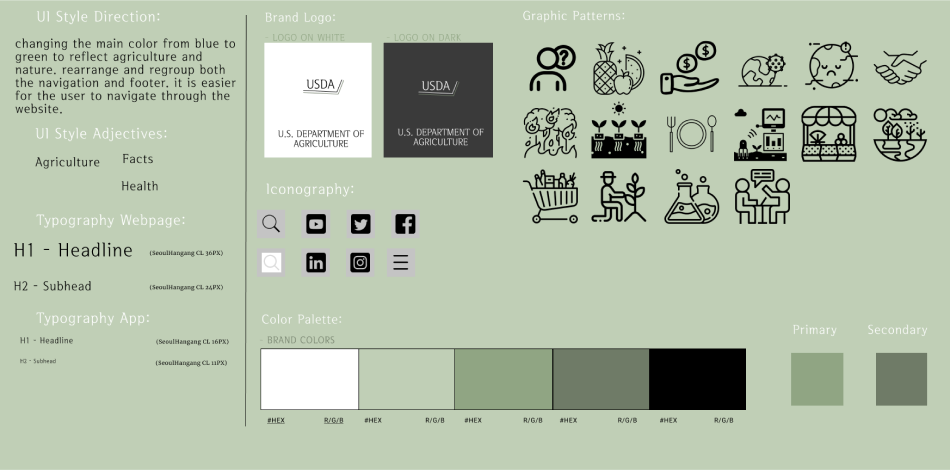 UI Style Direction:
changing the main color from blue to
green to reflect agriculture and
nature. rearrange and regroup both
the navigation and footer. it is easier
for the user to navigate through the
website.
UI Style Adjectives:
Agriculture
Facts
Health
Typography Webpage:
H1 - Headline
(SeoulHangang CL 36PX)
H2 - Subhead
(SeoulHangang CL 24PX)
Typography App:
H1 - Headline
(SeoulHangang CL 16PX)
H2 - Subhead
(SeoulHangang CL 11PX)
Brand Logo:
- LOGO ON WHITE
- LOGO ON DARK
USDA
U.S. DEPARTMENT OF
AGRICULTURE
USDA
U.S. DEPARTMENT OF
AGRICULTURE
Iconography:
Graphic Patterns:
Color Palette:
- BRAND COLORS
#HEX R/G/B #HEX R/G/B #HEX R/G/B #HEX R/G/B #HEX R/G/B
Primary
Secondary